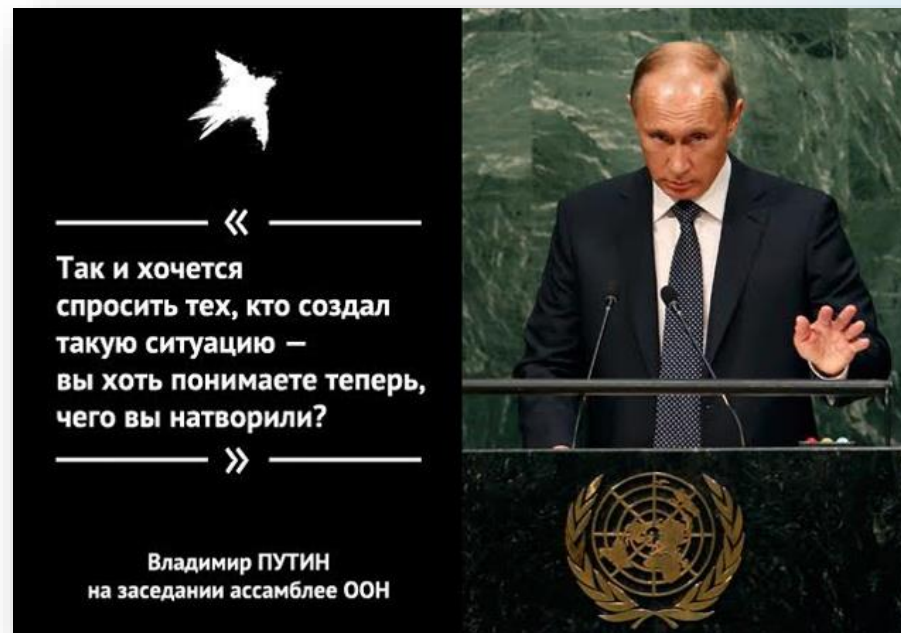 «
Так и хочется
спросить тех, кто создал
такую ситуацию —
вы хоть понимаете теперь,
чего вы натворили?
»
Владимир ПУТИН
на заседании ассамблее ООН